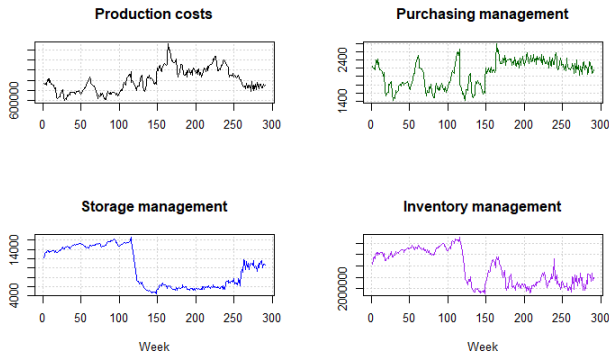 Production costs
Purchasing management
600000
0 50 100 150 200 250 300
1400 2400
0 50 100 150 200 250 300
Storage management
Inventory management
4000 14000
0 50 100 150 200 250 300
2000000
0 50 100 150 200 250 300
Week
Week